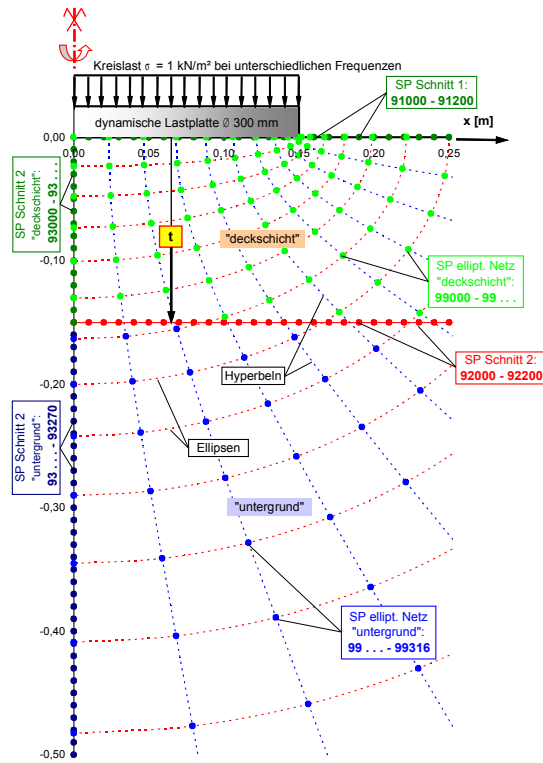 Kreislast σ = 1 kN/m² bei unterschiedlichen Frequenzen
SP Schnitt 1:
91000 - 91200
dynamische Lastplatte Ø 300 mm
x [m]
0,00
0,00
0,05
0,10
0,15
0,20
0,25
SP Schnitt 2
"deckschicht":
93000 - 93 . . .
t
"deckschicht"
-0,10
SP ellipt. Netz
"deckschicht":
99000 - 99 . . .
SP Schnitt 2:
92000 - 92200
Hyperbeln
-0,20
SP Schnitt 2
"untergrund":
93 . . . - 93270
Ellipsen
-0,30
"untergrund"
-0,40
SP ellipt. Netz
"untergrund":
99 . . . - 99316
-0,50